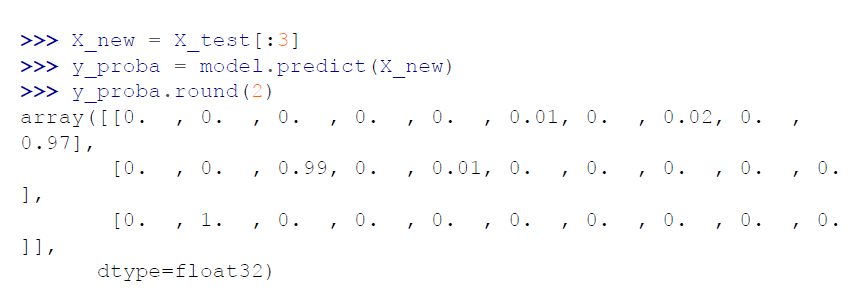 >>> X_new = X_test[:3]
>>> y_proba = model.predict(X_new)
>>> y_proba.round(2)
array([[0.  , 0.  , 0.  , 0.  , 0.  , 0.01, 0.  , 0.02, 0.  ,
0.97],
       [0.  , 0.  , 0.99, 0.  , 0.01, 0.  , 0.  , 0.  , 0.  , 0.
],
       [0.  , 1.  , 0.  , 0.  , 0.  , 0.  , 0.  , 0.  , 0.  , 0.
]],
      dtype=float32)